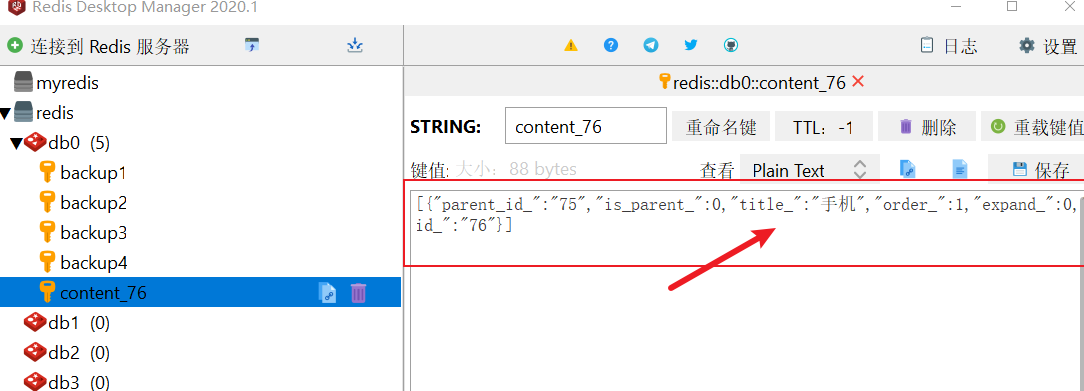 Redis Desktop Manager 2020.1
连接到 Redis 服务器
日志
设置
myredis
redis
db0 (5)
backup1
backup2
backup3
backup4
content_76
db1 (0)
db2 (0)
db3 (0)
redis::db0::content_76
STRING:
content_76
重命名键
TTL: -1
删除
重载键值
键值:
大小: 88 bytes
查看
Plain Text
保存
[{"parent_id_":"75","is_parent_":0,"title_":"手机","order_":1,"expand_":0,
id_":"76"}]